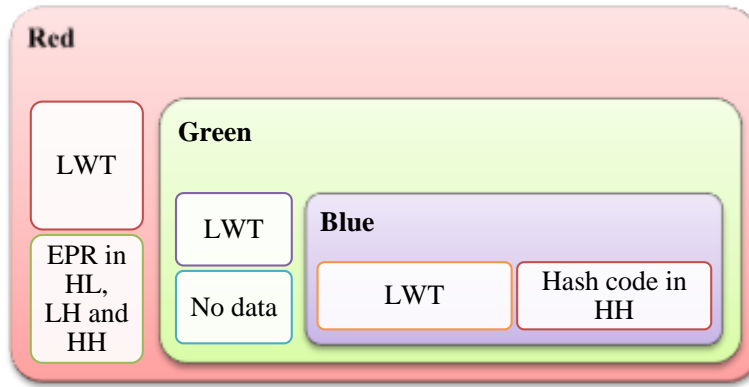 Red
LWT
EPR in
HL,
LH and
HH
Green
LWT
No data
Blue
LWT
Hash code in
HH